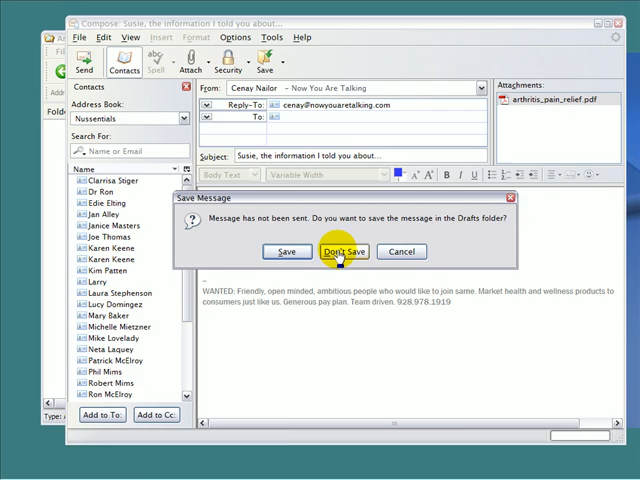 Compose: Susie, the information I told you about...
File Edit View Insert Format Options Tools Help
Send Contacts Spell Attach Security Save
Contacts
Address Book:
Nussentials
Search For:
Name or Email
Name
Clarrisa Stiger
Dr Ron
Edie Elting
Jan Alley
Janice Masters
Joe Thomas
Karen Keene
Karen Keene
Kim Patten
Larry
Laura Stephenson
Lucy Domingez
Mary Baker
Michelle Mietzner
Mike Lovelady
Neta Laquey
Patrick McElroy
Phil Mims
Robert Mims
Ron McElroy
Add to To: Add to Cc:
From: Cenay Nailor - Now You Are Talking
Reply-To: cenay@nowyouaretalking.com
To:
Subject: Susie, the information I told you about...
Attachments:
arthritis_pain_relief.pdf
Body Text Variable Width
A A B I U
Save Message
Message has not been sent. Do you want to save the message in the Drafts folder?
Save Don't Save Cancel
--
WANTED: Friendly, open minded, ambitious people who would like to join same. Market health and wellness products to
consumers just like us. Generous pay plan. Team driven. 928.978.1919
Folde
Type: A